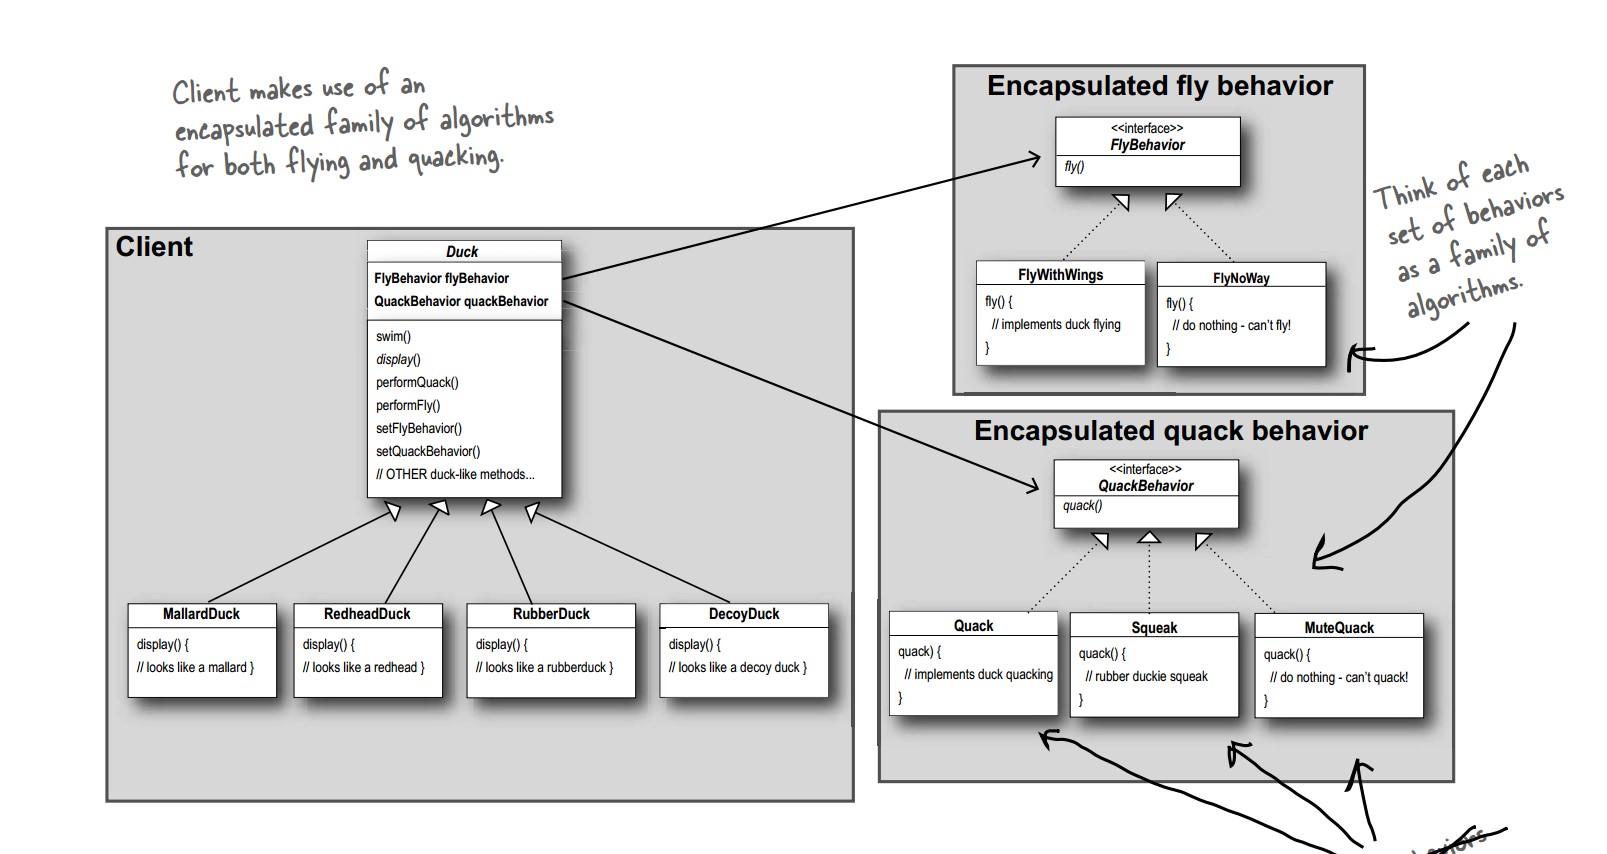 Client makes use of an
encapsulated family of algorithms
for both flying and quacking.
Client
Duck
FlyBehavior flyBehavior
QuackBehavior quackBehavior
swim()
display()
performQuack()
performFly()
setFlyBehavior()
setQuackBehavior()
// OTHER duck-like methods...
MallardDuck
display() {
// looks like a mallard }
RedheadDuck
display() {
// looks like a redhead }
RubberDuck
display() {
// looks like a rubberduck }
DecoyDuck
display() {
// looks like a decoy duck }
Encapsulated fly behavior
<<interface>>
FlyBehavior
fly()
FlyWithWings
fly() {
// implements duck flying
}
FlyNoWay
fly() {
// do nothing - can't fly!
}
Think of each
set of behaviors
as a family of
algorithms.
Encapsulated quack behavior
<<interface>>
QuackBehavior
quack()
Quack
quack) {
// implements duck quacking
}
Squeak
quack() {
// rubber duckie squeak
}
MuteQuack
quack() {
// do nothing - can't quack!
}